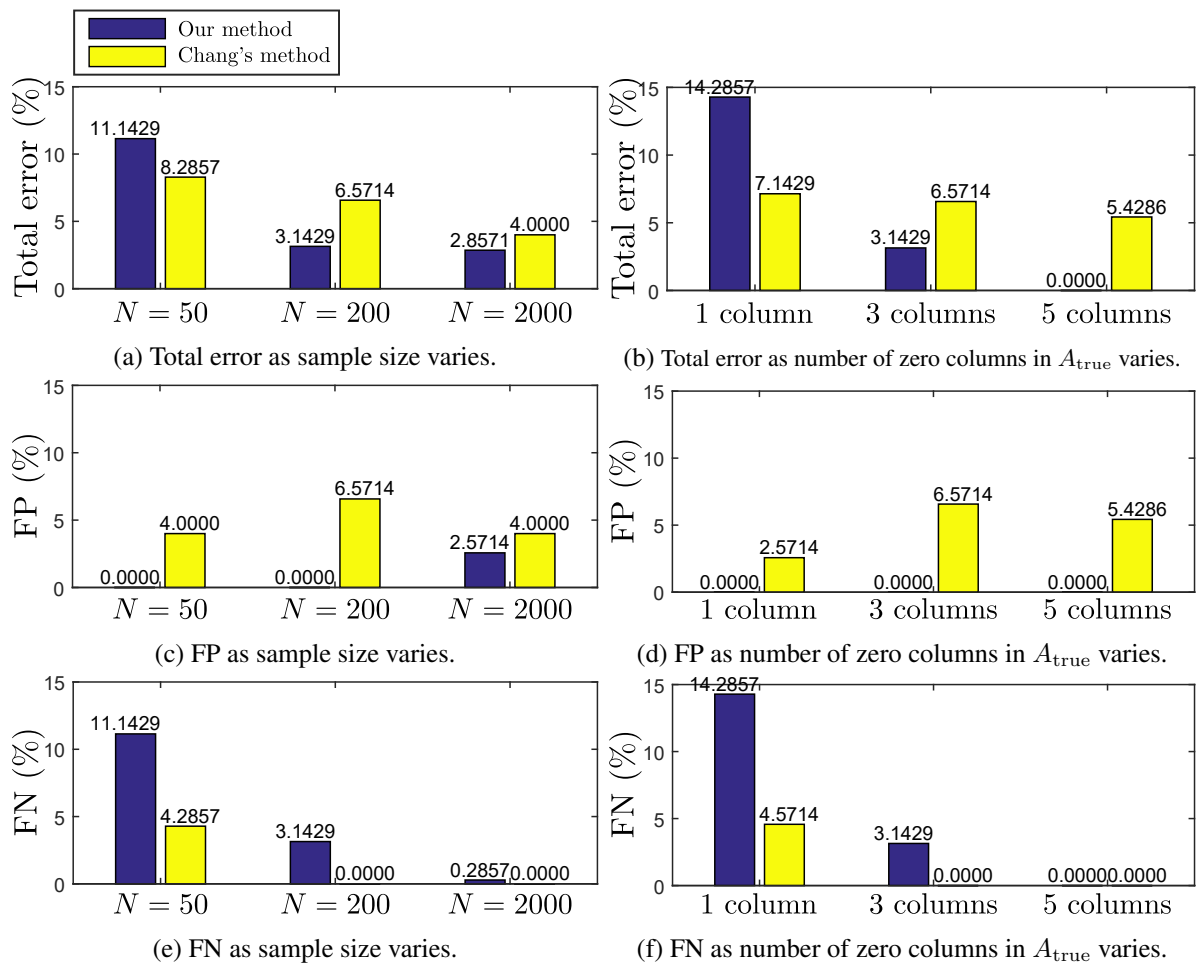 Our method
Chang's method
Total error (%)
15
10
5
0
11.1429
8.2857
3.1429
6.5714
2.8571
4.0000
N = 50
N = 200
N = 2000
(a) Total error as sample size varies.
Total error (%)
15
10
5
0
14.2857
7.1429
3.1429
6.5714
0.0000
5.4286
1 column
3 columns
5 columns
(b) Total error as number of zero columns in A_true varies.
FP (%)
15
10
5
0
0.0000
4.0000
0.0000
6.5714
2.5714
4.0000
N = 50
N = 200
N = 2000
(c) FP as sample size varies.
FP (%)
15
10
5
0
0.0000
2.5714
0.0000
6.5714
0.0000
5.4286
1 column
3 columns
5 columns
(d) FP as number of zero columns in A_true varies.
FN (%)
15
10
5
0
11.1429
4.2857
3.1429
0.0000
0.2857
0.0000
N = 50
N = 200
N = 2000
(e) FN as sample size varies.
FN (%)
15
10
5
0
14.2857
4.5714
3.1429
0.0000
0.0000
0.0000
1 column
3 columns
5 columns
(f) FN as number of zero columns in A_true varies.